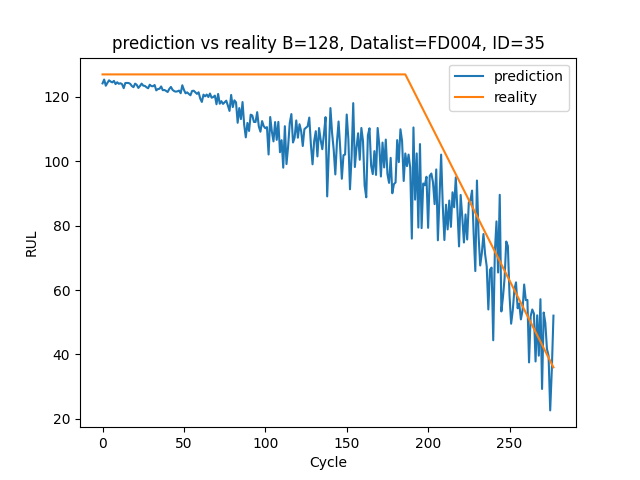 prediction vs reality B=128, Datalist=FD004, ID=35
prediction
reality
120
100
80
60
40
20
RUL
0 50 100 150 200 250
Cycle